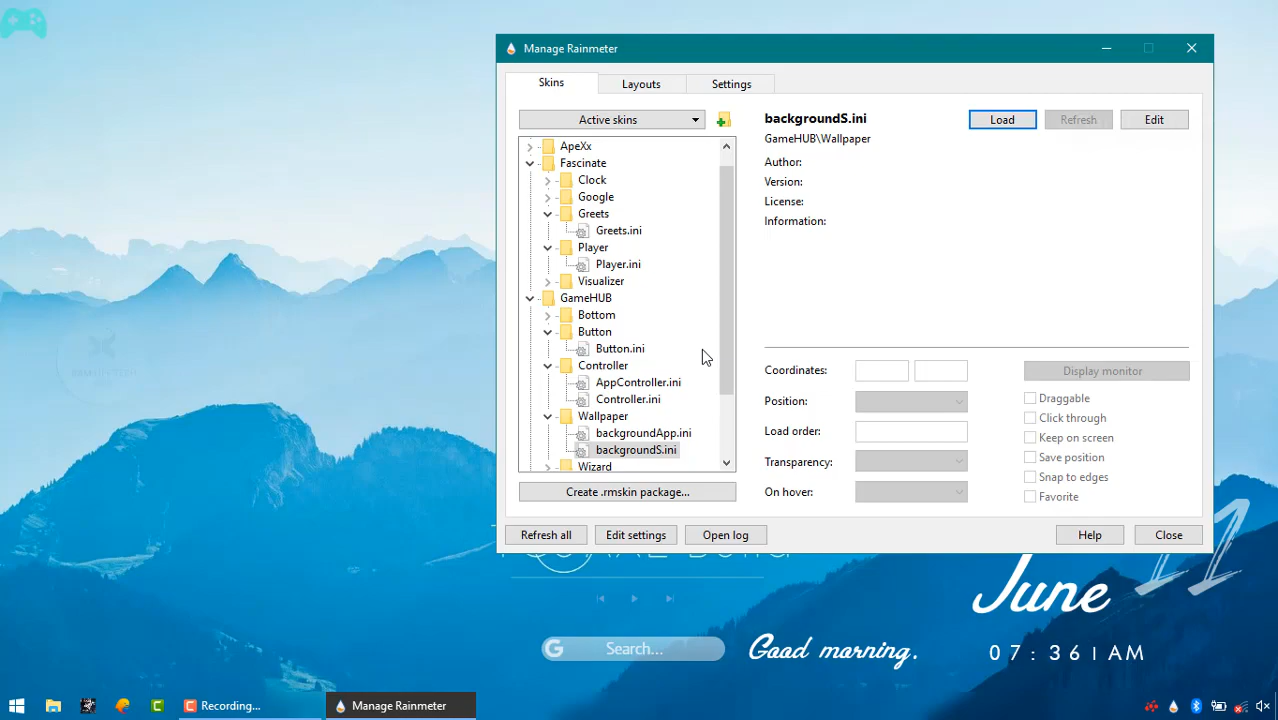 Manage Rainmeter
Skins Layouts Settings
Active skins
ApeXx
Fascinate
Clock
Google
Greets
Greets.ini
Player
Player.ini
Visualizer
GameHUB
Bottom
Button
Button.ini
Controller
AppController.ini
Controller.ini
Wallpaper
backgroundApp.ini
backgroundS.ini
Wizard
Create .rmskin package...
backgroundS.ini Load Refresh Edit
GameHUB\Wallpaper
Author:
Version:
License:
Information:
Coordinates: Display monitor
Position:
Load order:
Transparency:
On hover:
Draggable
Click through
Keep on screen
Save position
Snap to edges
Favorite
Refresh all Edit settings Open log Help Close
11
June
G Search... Good morning.
07:36 | AM
Recording... Manage Rainmeter